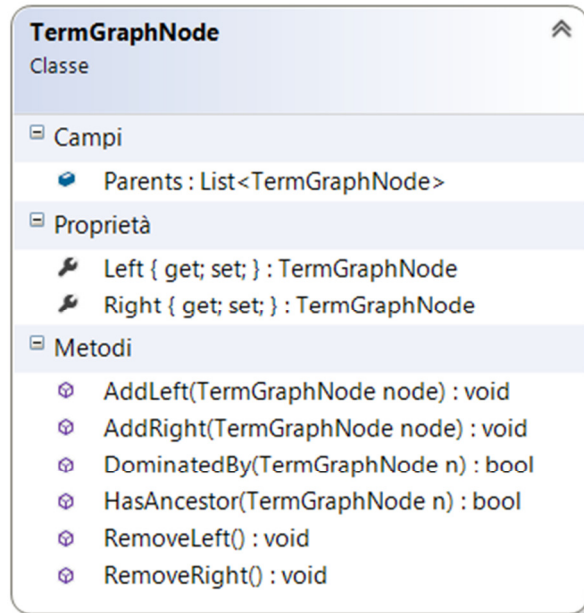 TermGraphNode
Classe
Campi
Parents : List<TermGraphNode>
Proprietà
Left { get; set; } : TermGraphNode
Right { get; set; } : TermGraphNode
Metodi
AddLeft(TermGraphNode node) : void
AddRight(TermGraphNode node) : void
DominatedBy(TermGraphNode n) : bool
HasAncestor(TermGraphNode n) : bool
RemoveLeft() : void
RemoveRight() : void